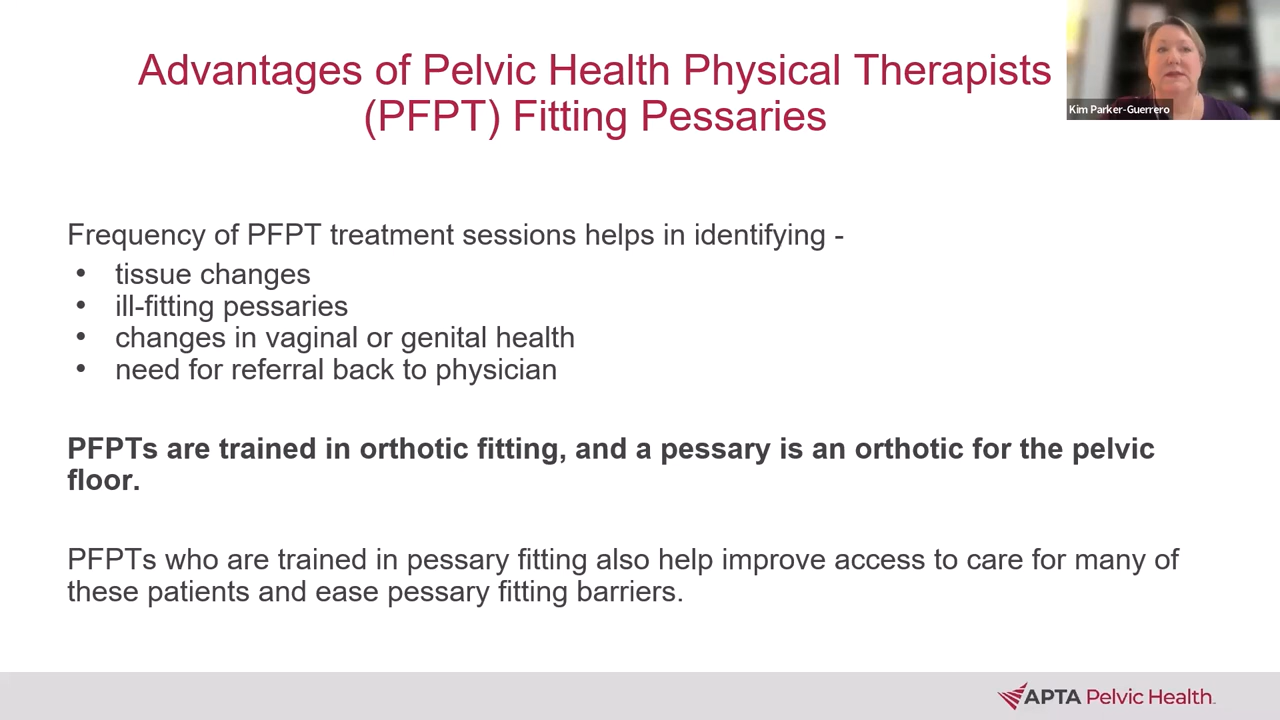 Advantages of Pelvic Health Physical Therapists
(PFPT) Fitting Pessaries
Kim Parker-Guerrero
Frequency of PFPT treatment sessions helps in identifying -
• tissue changes
• ill-fitting pessaries
• changes in vaginal or genital health
• need for referral back to physician
PFPTs are trained in orthotic fitting, and a pessary is an orthotic for the pelvic
floor.
PFPTs who are trained in pessary fitting also help improve access to care for many of
these patients and ease pessary fitting barriers.
APTA Pelvic Health